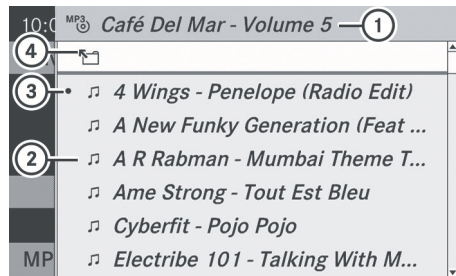 10:0 MP3 Café Del Mar - Volume 5 1
4
3 4 Wings - Penelope (Radio Edit)
A New Funky Generation (Feat ...
2 A R Rabman - Mumbai Theme T...
Ame Strong - Tout Est Bleu
Cyberfit - Pojo Pojo
MP Electribe 101 - Talking With M...